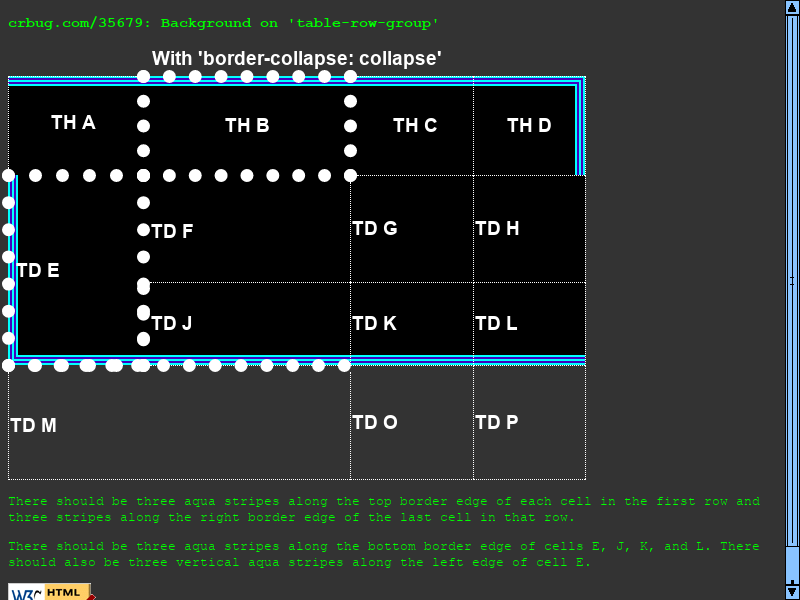 crbug.com/35679: Background on 'table-row-group'
With 'border-collapse: collapse'
TH A
TH B
TH C
TH D
TD E
TD F
TD G
TD H
TD J
TD K
TD L
TD M
TD O
TD P
There should be three aqua stripes along the top border edge of each cell in the first row and
three stripes along the right border edge of the last cell in that row.
There should be three aqua stripes along the bottom border edge of cells E, J, K, and L. There
should also be three vertical aqua stripes along the left edge of cell E.
W3C HTML